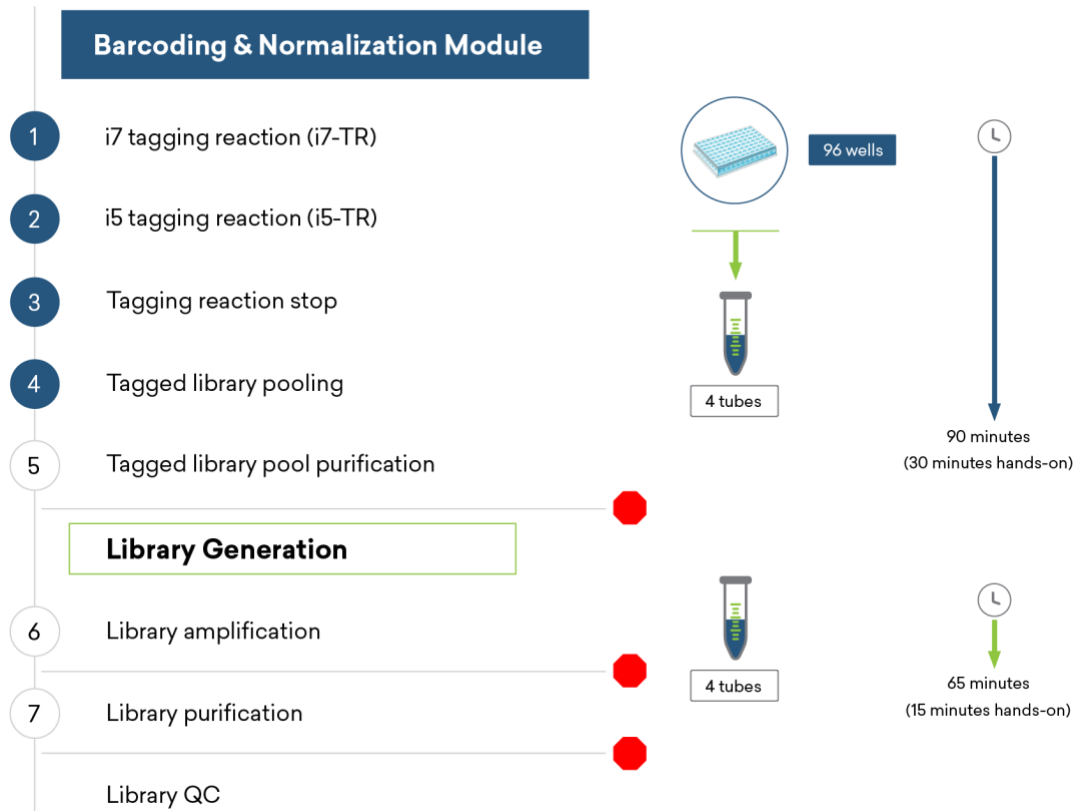 Barcoding & Normalization Module
1
i7 tagging reaction (i7-TR)
96 wells
2
i5 tagging reaction (i5-TR)
3
Tagging reaction stop
4
Tagged library pooling
4 tubes
90 minutes
(30 minutes hands-on)
5
Tagged library pool purification
Library Generation
6
Library amplification
4 tubes
65 minutes
(15 minutes hands-on)
7
Library purification
Library QC